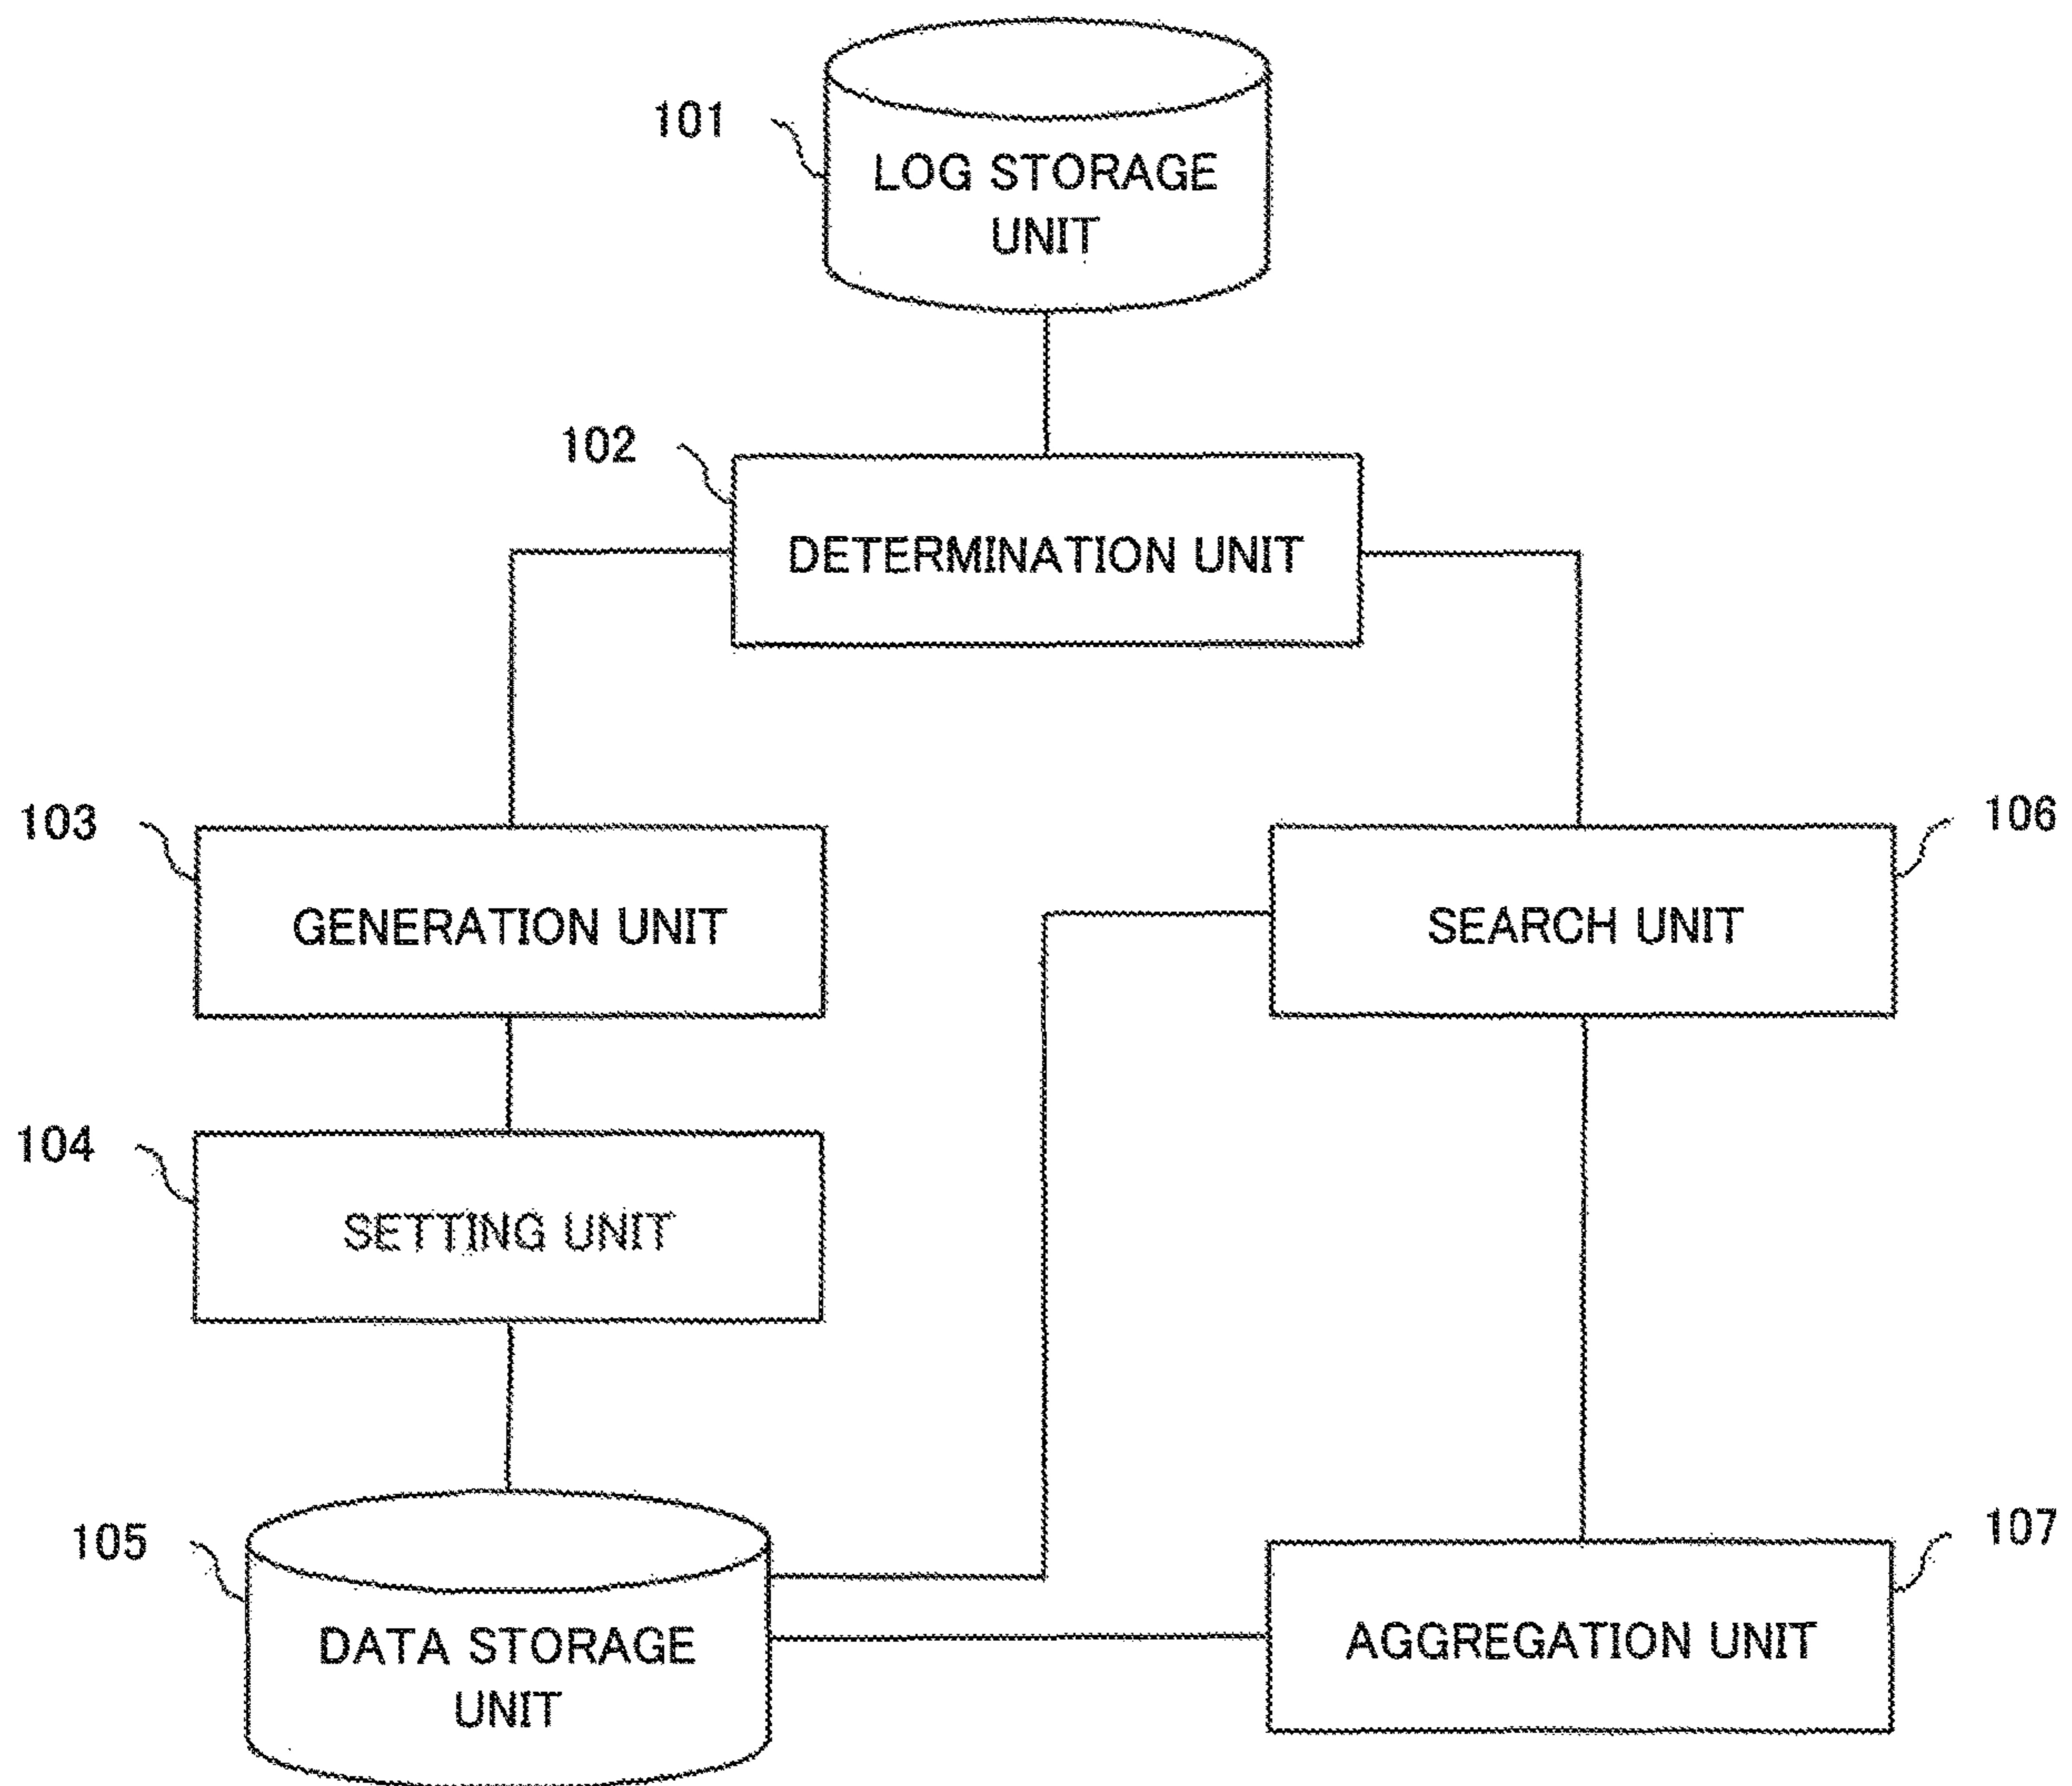 101
LOG STORAGE
UNIT
102
DETERMINATION UNIT
103
GENERATION UNIT
106
SEARCH UNIT
104
SETTING UNIT
105
DATA STORAGE
UNIT
107
AGGREGATION UNIT